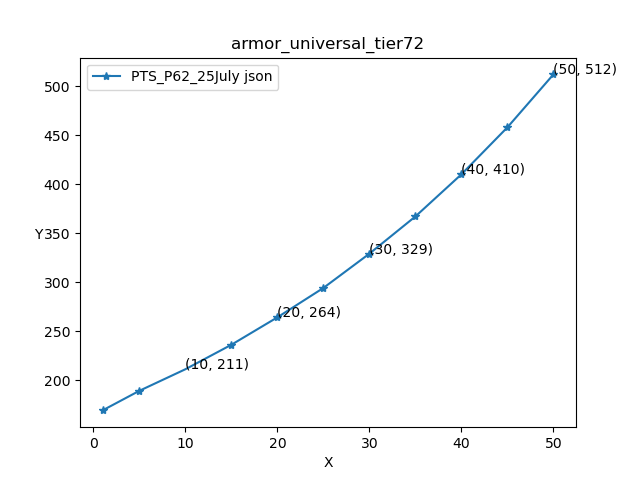 armor_universal_tier72
PTS_P62_25July json
(50, 512)
(40, 410)
(30, 329)
(20, 264)
(10, 211)
500
450
400
350
300
250
200
Y
0 10 20 30 40 50
X